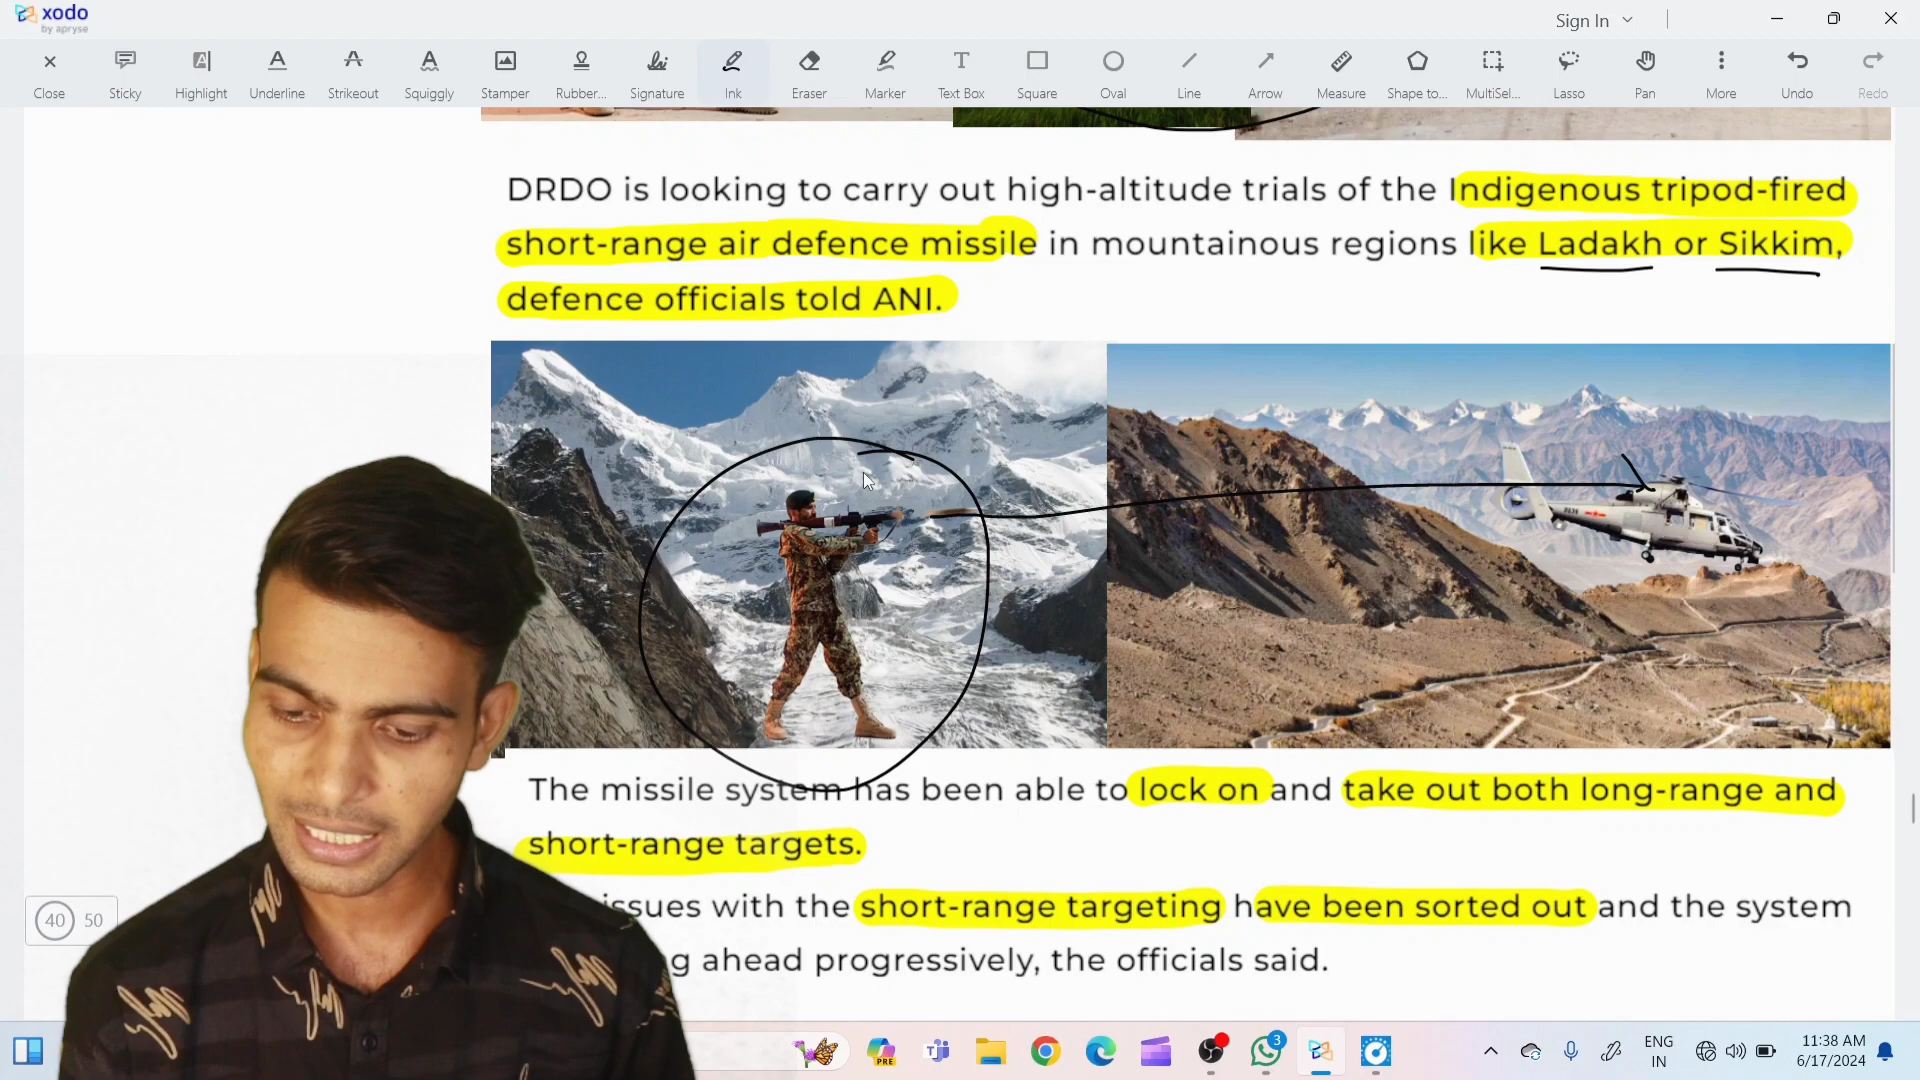 xodo
by apryse
Sign In
Close
Sticky
Highlight
Underline
Strikeout
Squiggly
Stamper
Rubber...
Signature
Ink
Eraser
Marker
Text Box
Square
Oval
Line
Arrow
Measure
Shape to...
MultiSel...
Lasso
Pan
More
Undo
Redo
DRDO is looking to carry out high-altitude trials of the Indigenous tripod-fired
short-range air defence missile in mountainous regions like Ladakh or Sikkim,
defence officials told ANI.
The missile system has been able to lock on and take out both long-range and
short-range targets.
issues with the short-range targeting have been sorted out and the system
ahead progressively, the officials said.
40 50
PRE
3
ENG
IN
11:38 AM
6/17/2024